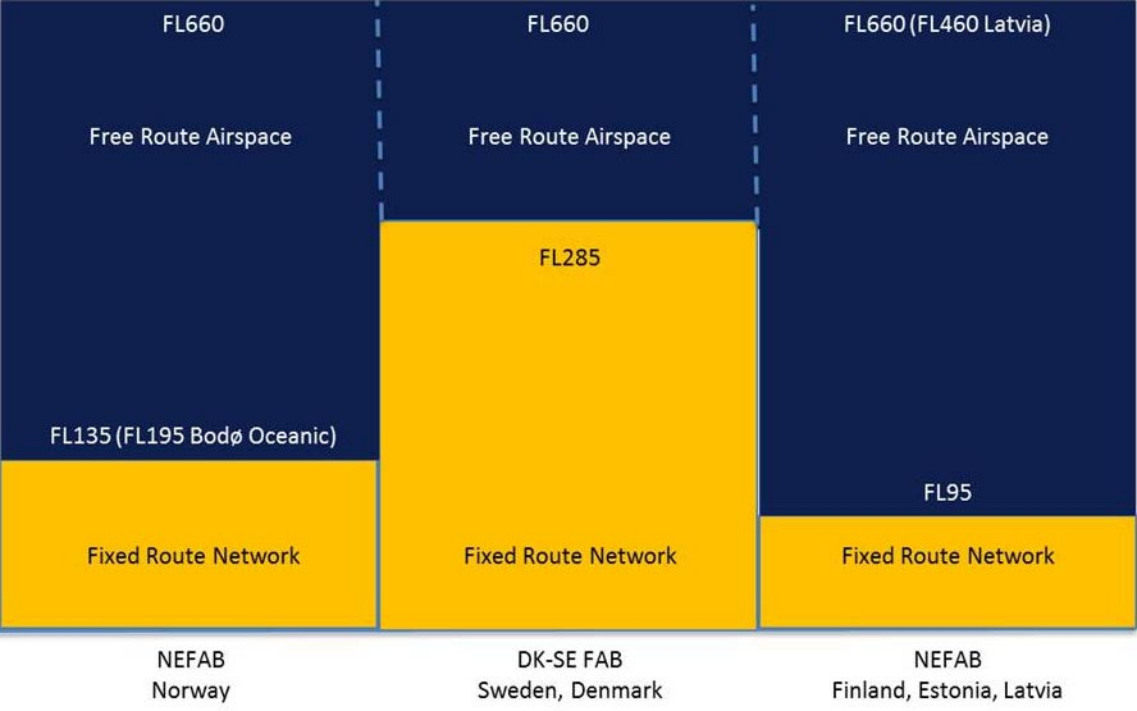 FL660
FL660
FL660 (FL460 Latvia)
Free Route Airspace
Free Route Airspace
Free Route Airspace
FL285
FL135 (FL195 Bodø Oceanic)
FL95
Fixed Route Network
Fixed Route Network
Fixed Route Network
NEFAB
Norway
DK-SE FAB
Sweden, Denmark
NEFAB
Finland, Estonia, Latvia